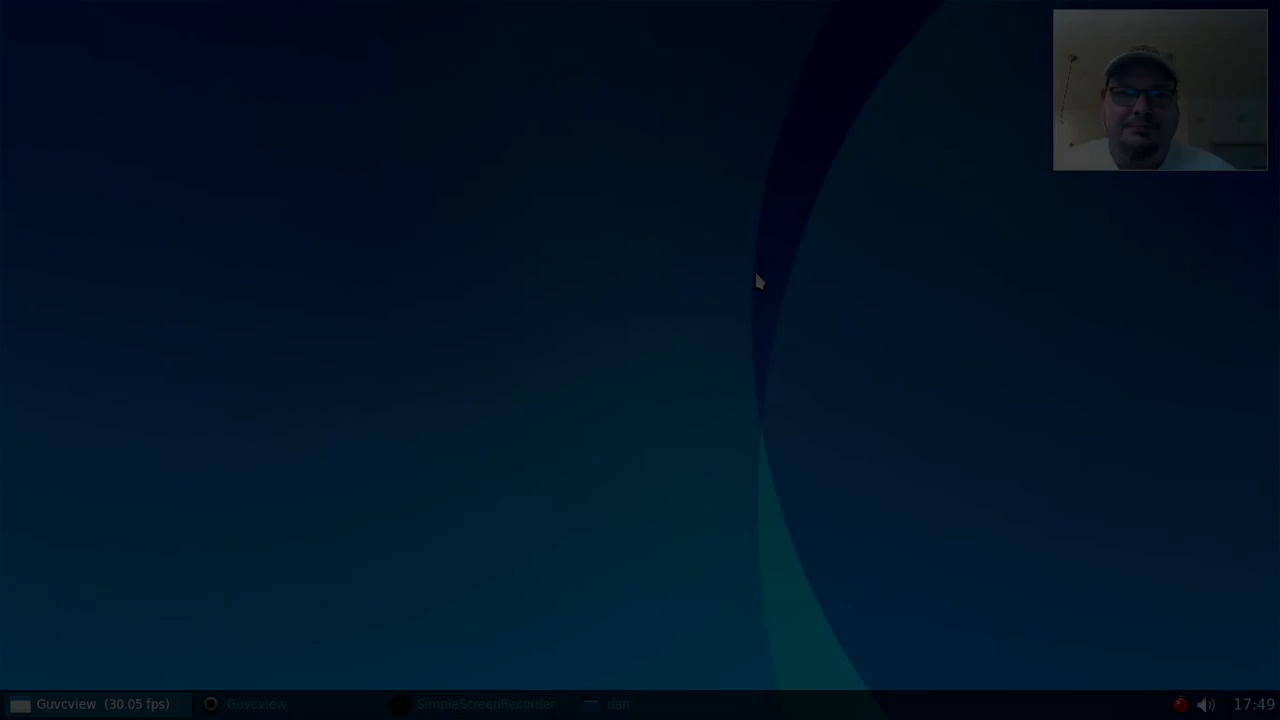 Guvcview (30.05 fps)
Guvcview
SimpleScreenRecorder
dan
17:49